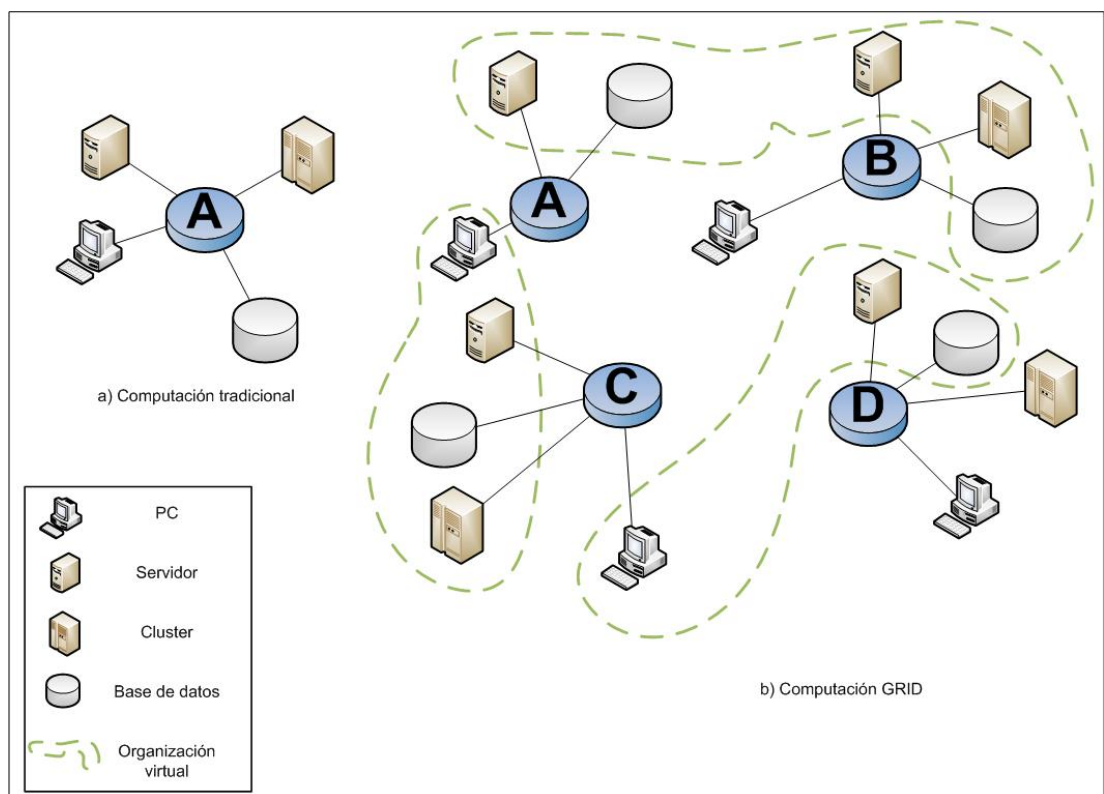 A
a) Computación tradicional
A
B
C
D
b) Computación GRID
PC
Servidor
Cluster
Base de datos
Organización
virtual